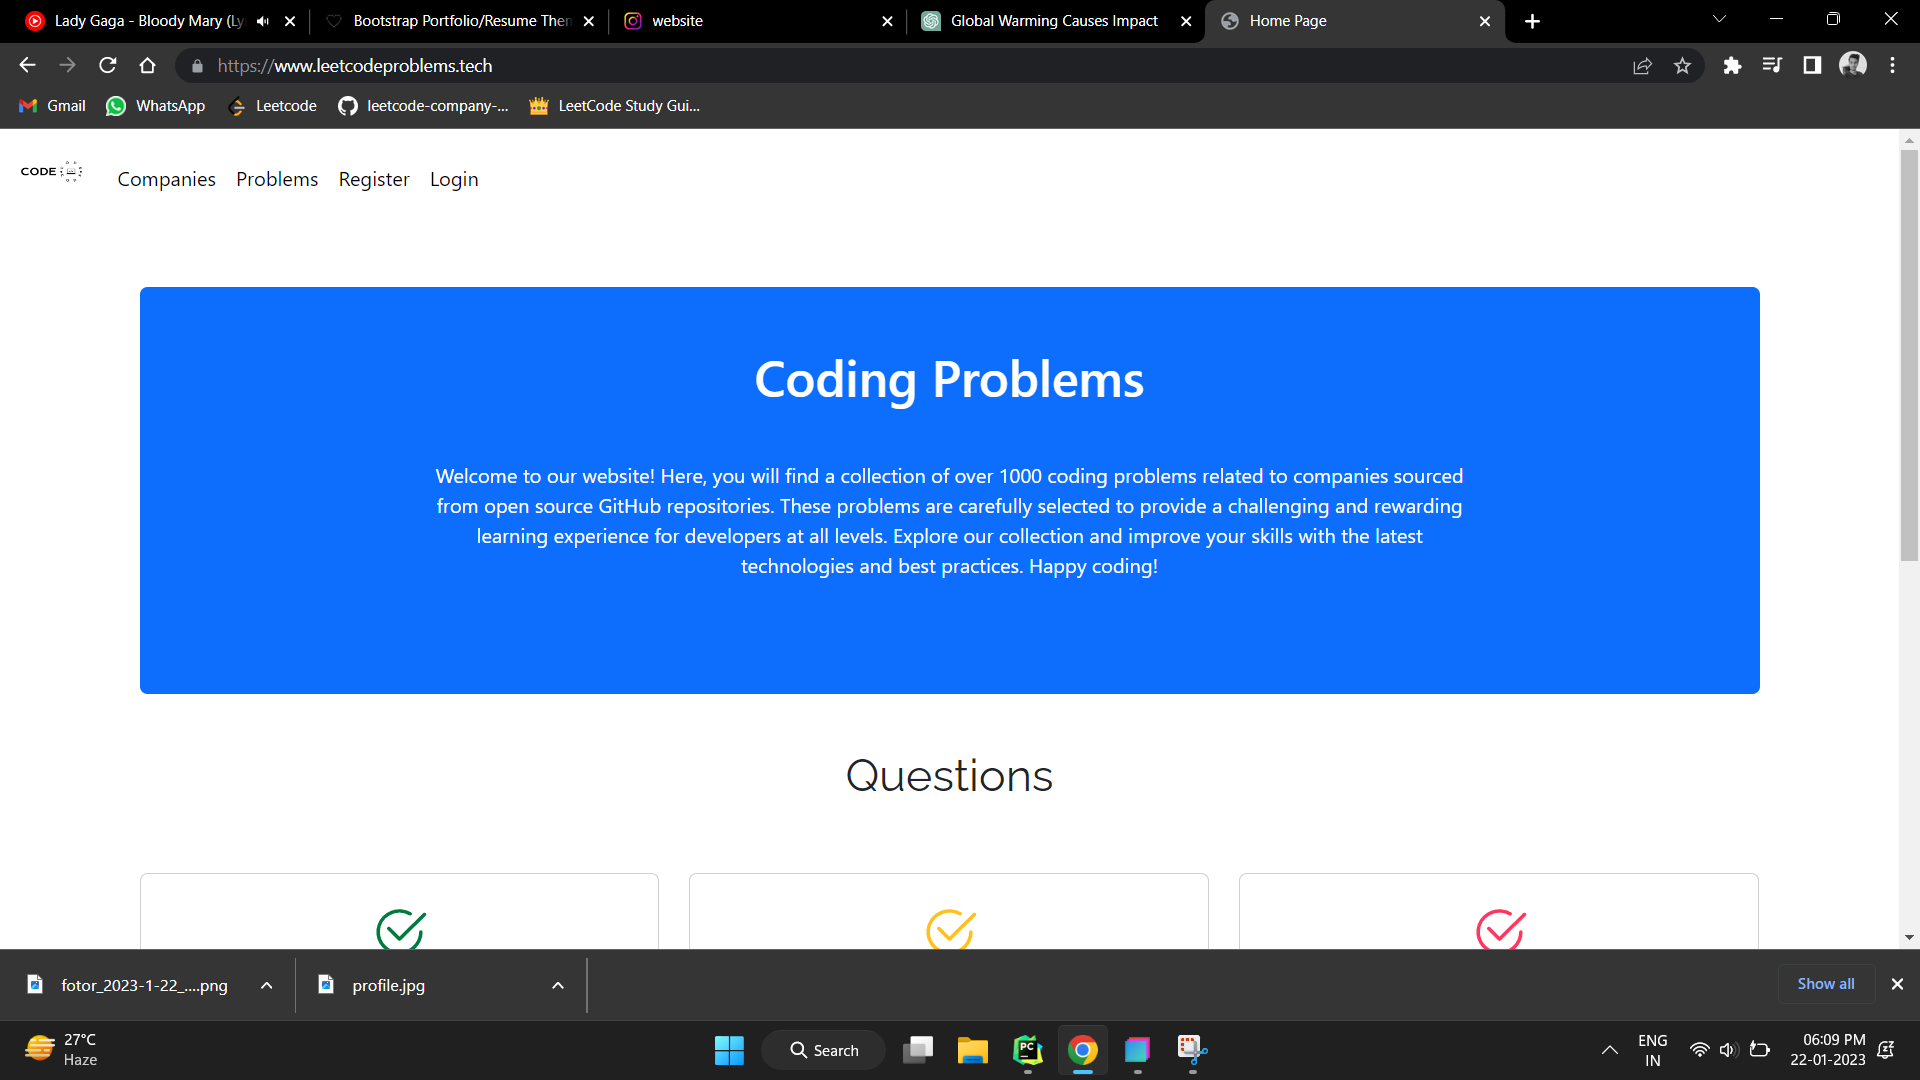 Lady Gaga - Bloody Mary (Ly
Bootstrap Portfolio/Resume Them
website
Global Warming Causes Impact
Home Page
https://www.leetcodeproblems.tech
Gmail
WhatsApp
Leetcode
leetcode-company-...
LeetCode Study Gui...
CODE
Companies
Problems
Register
Login
Coding Problems
Welcome to our website! Here, you will find a collection of over 1000 coding problems related to companies sourced
from open source GitHub repositories. These problems are carefully selected to provide a challenging and rewarding
learning experience for developers at all levels. Explore our collection and improve your skills with the latest
technologies and best practices. Happy coding!
Questions
fotor_2023-1-22_....png
profile.jpg
Show all
27°C
Haze
Search
PC
ENG
IN
06:09 PM
22-01-2023